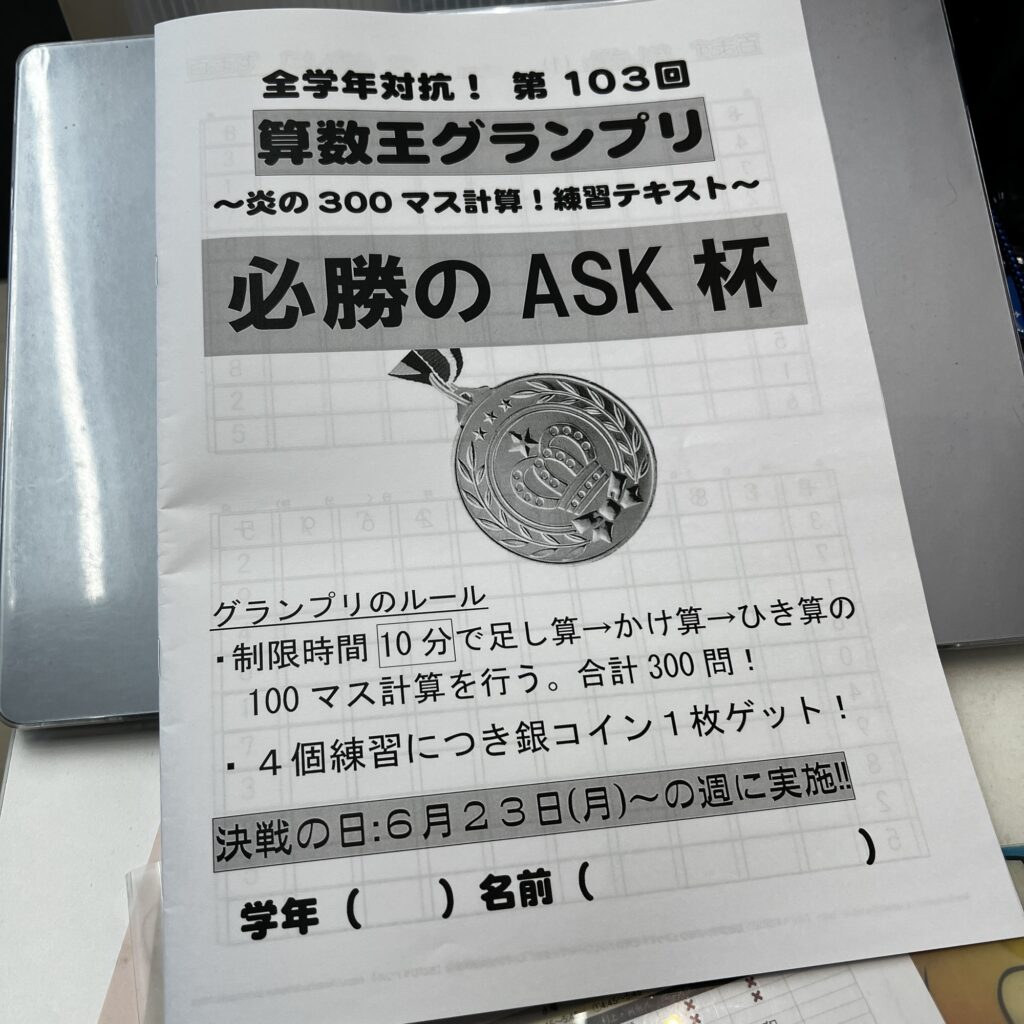 全学年対抗! 第103回
算数王グランプリ
~炎の300マス計算!練習テキスト~
必勝のASK杯
グランプリのルール
・制限時間10分で足し算→かけ算→ひき算の
100マス計算を行う。合計300問!
・４個練習につき銀コイン１枚ゲット!
決戦の日:６月２３日(月)~の週に実施!!
学年( )名前( )